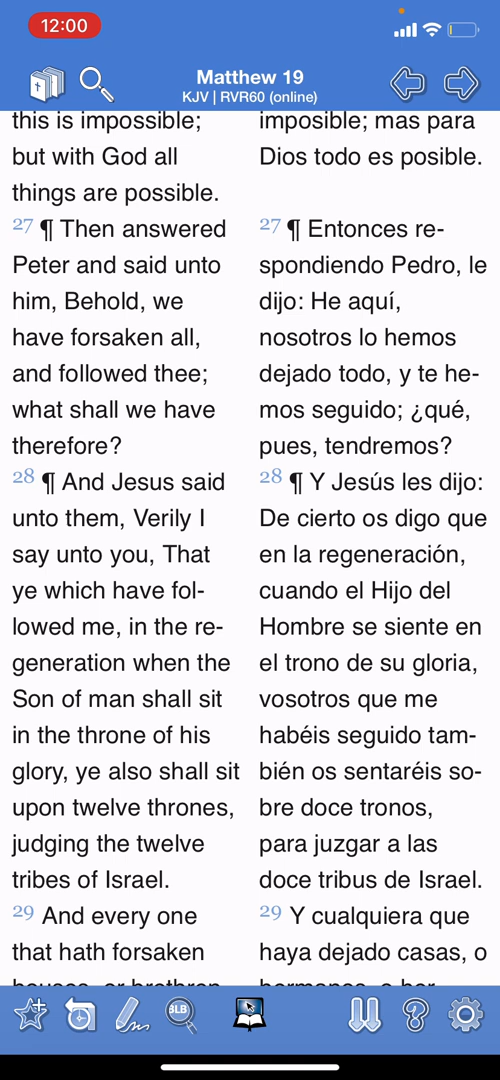 12:00
Matthew 19
KJV | RVR60 (online)
this is impossible;
but with God all
things are possible.
27 ¶ Then answered
Peter and said unto
him, Behold, we
have forsaken all,
and followed thee;
what shall we have
therefore?
28 ¶ And Jesus said
unto them, Verily I
say unto you, That
ye which have fol-
lowed me, in the re-
generation when the
Son of man shall sit
in the throne of his
glory, ye also shall sit
upon twelve thrones,
judging the twelve
tribes of Israel.
29 And every one
that hath forsaken
houses, or brethren
imposible; mas para
Dios todo es posible.
27 ¶ Entonces re-
spondiendo Pedro, le
dijo: He aquí,
nosotros lo hemos
dejado todo, y te he-
mos seguido; ¿qué,
pues, tendremos?
28 ¶ Y Jesús les dijo:
De cierto os digo que
en la regeneración,
cuando el Hijo del
Hombre se siente en
el trono de su gloria,
vosotros que me
habéis seguido tam-
bién os sentaréis so-
bre doce tronos,
para juzgar a las
doce tribus de Israel.
29 Y cualquiera que
haya dejado casas, o
hermanos, o her-
BLB